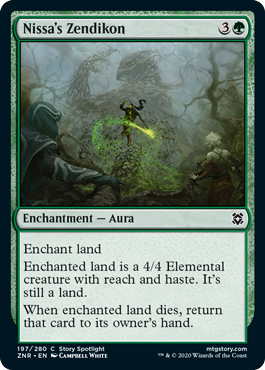 Nissa's Zendikon 3
Enchantment — Aura
Enchant land
Enchanted land is a 4/4 Elemental
creature with reach and haste. It's
still a land.
When enchanted land dies, return
that card to its owner's hand.
197/280 C Story Spotlight
ZNR • EN Campbell White
mtgstory.com
™ & © 2020 Wizards of the Coast